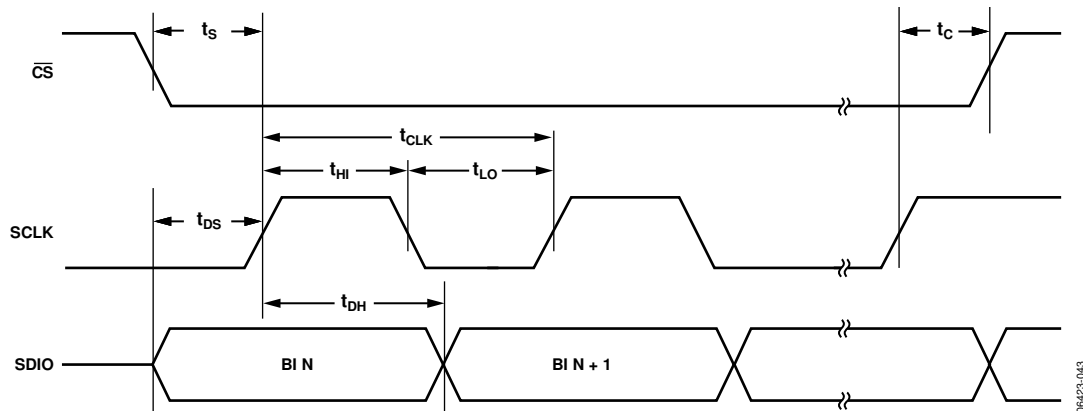 tS
tC
CS
tCLK
tHI
tLO
tDS
SCLK
tDH
SDIO
BI N
BI N + 1
06423-043